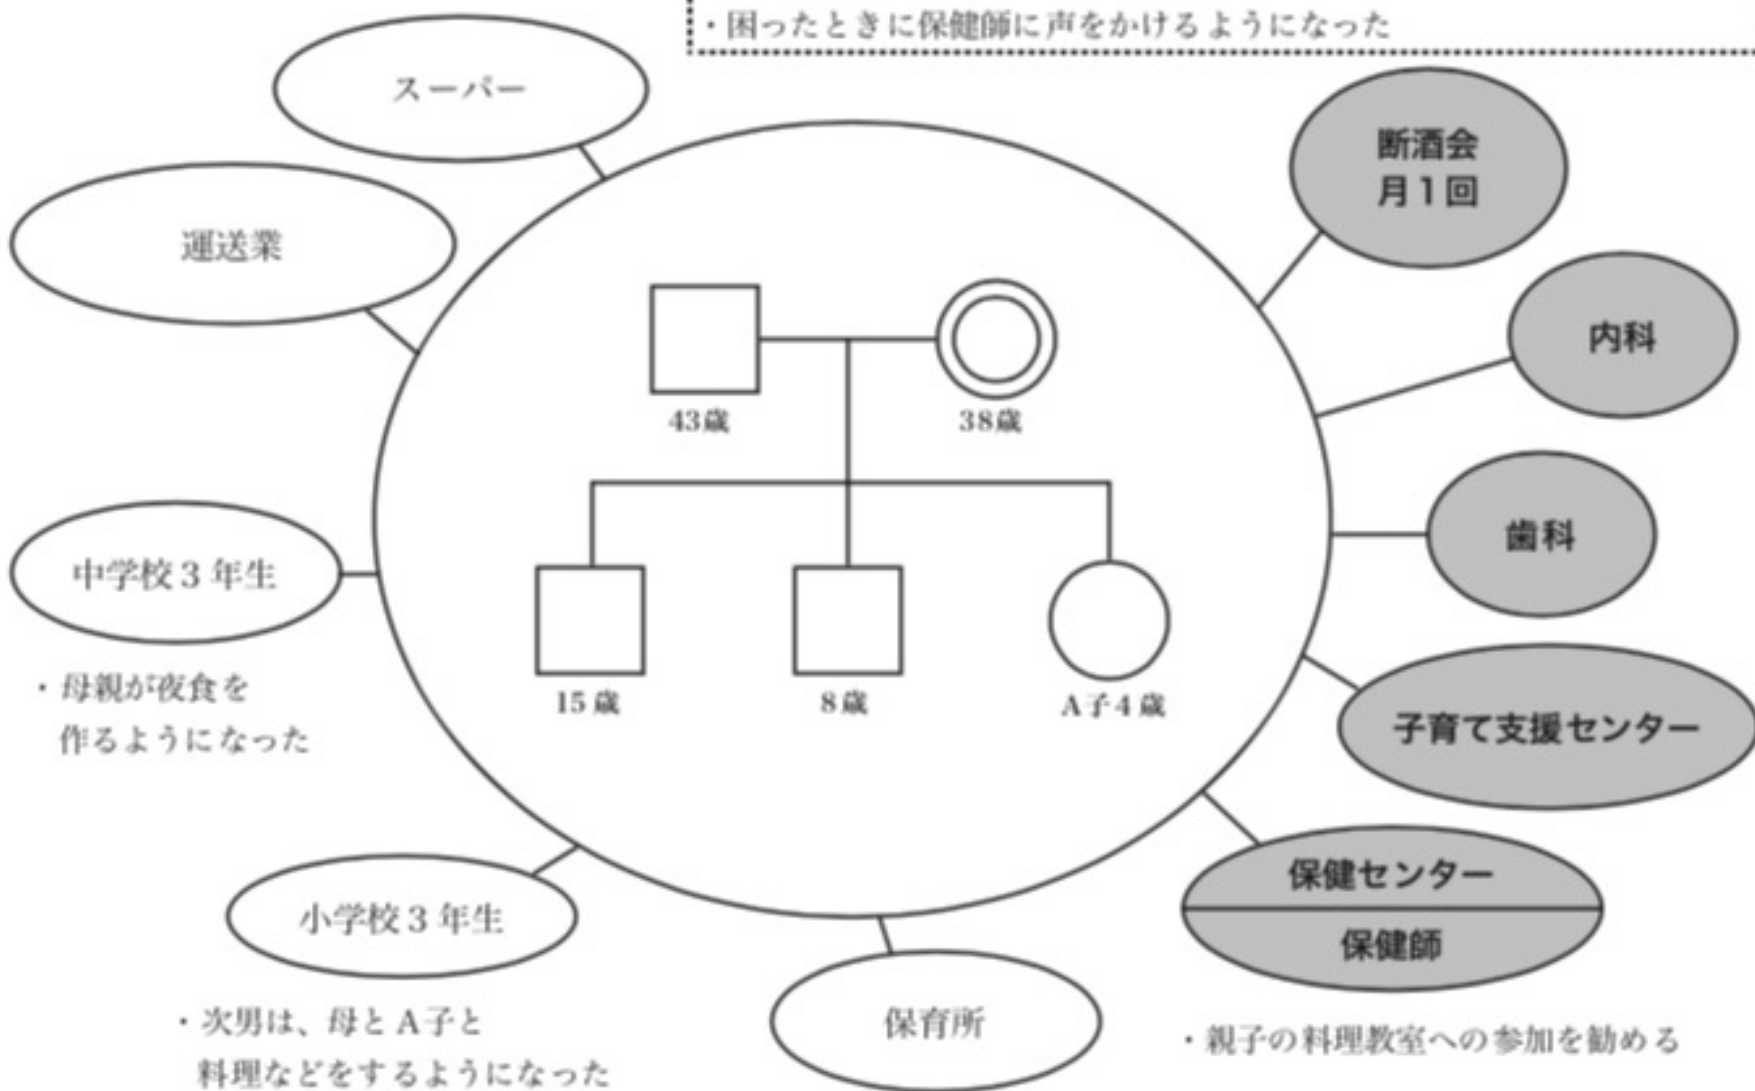 ・困ったときに保健師に声をかけるようになった
スーパー
断酒会
月1回
運送業
内科
43歳
38歳
歯科
中学校3年生
・母親が夜食を
作るようになった
15歳
8歳
A子4歳
子育て支援センター
保健センター
保健師
小学校3年生
・次男は、母とA子と
料理などをするようになった
保育所
・親子の料理教室への参加を勧める